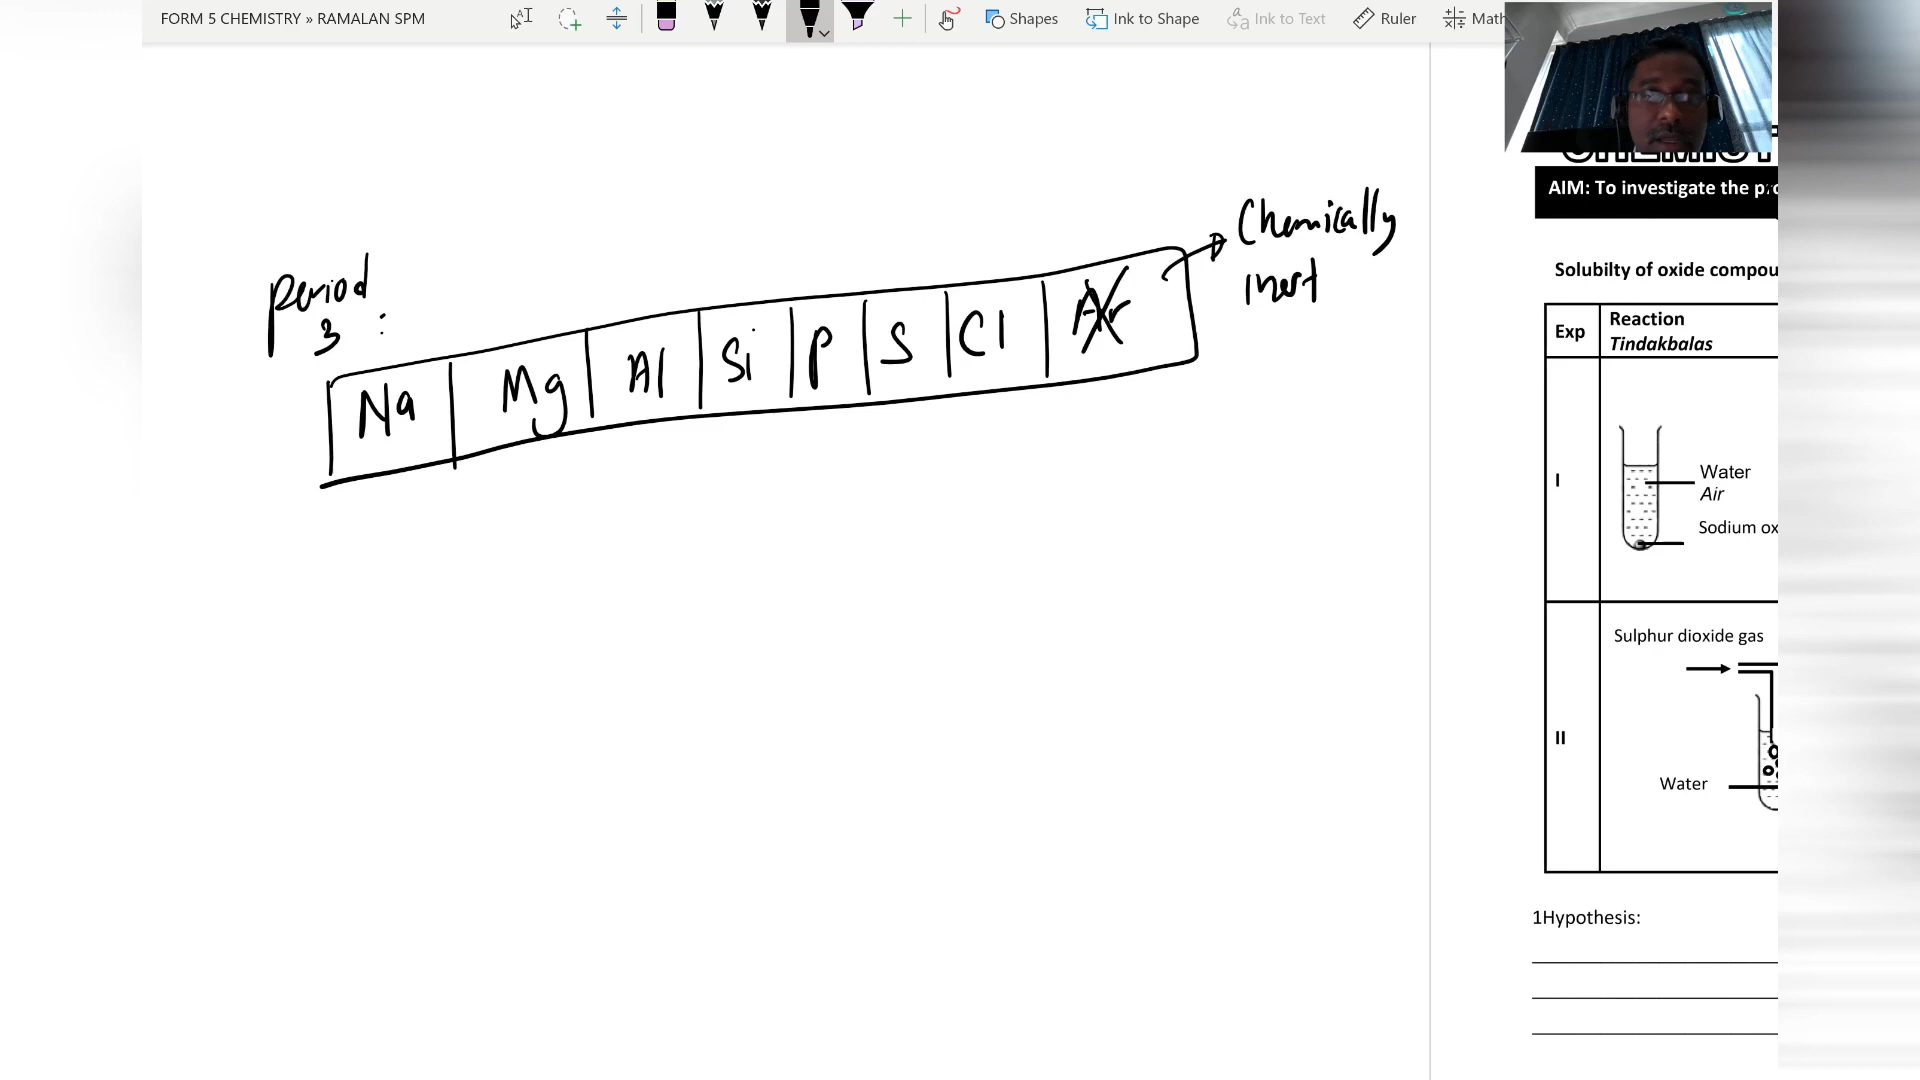 FORM 5 CHEMISTRY » RAMALAN SPM
Shapes
Ink to Shape
Ink to Text
Ruler
Math
AIM: To investigate the pro
Chemically
inert
Period
3 :
Na Mg Al Si P S Cl Ar
Solubilty of oxide compou
Exp
Reaction
Tindakbalas
I
Water
Air
Sodium ox
II
Sulphur dioxide gas
Water
1Hypothesis: